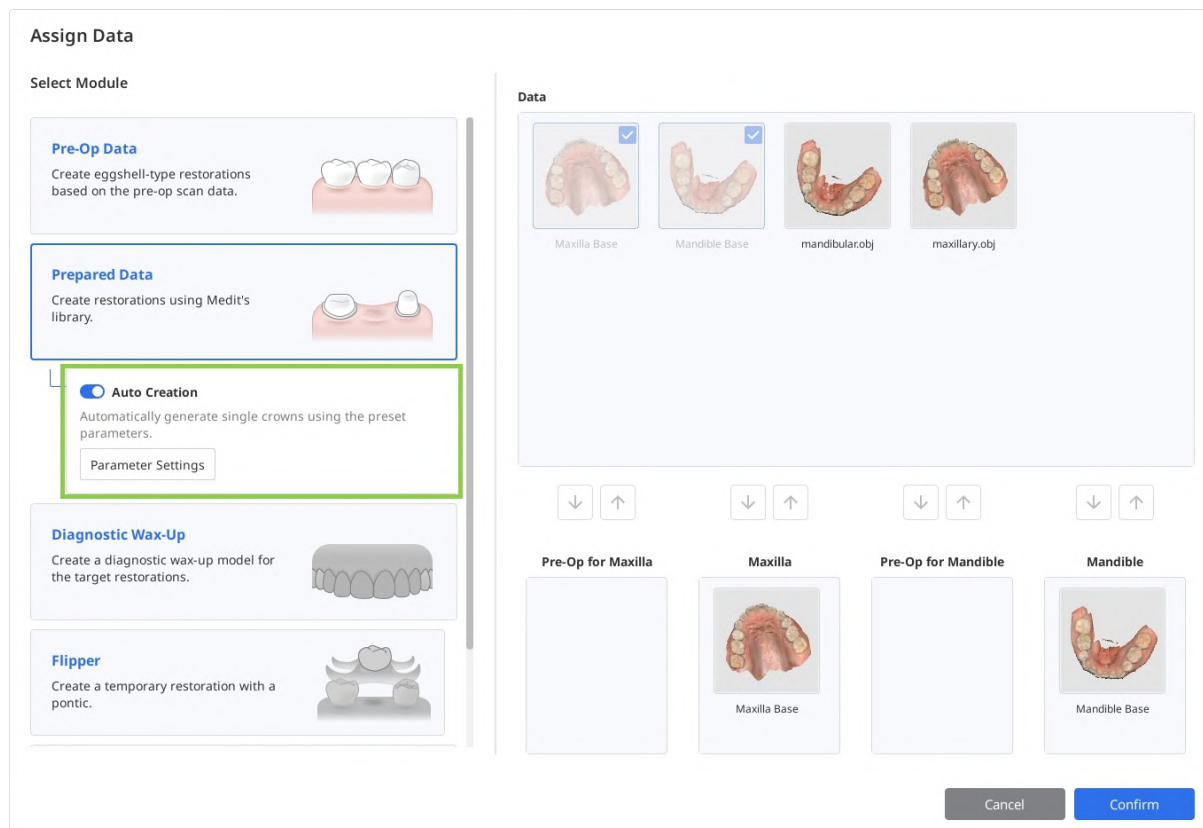 Assign Data
Select Module
Pre-Op Data
Create eggshell-type restorations
based on the pre-op scan data.
Prepared Data
Create restorations using Medit's
library.
Auto Creation
Automatically generate single crowns using the preset
parameters.
Parameter Settings
Diagnostic Wax-Up
Create a diagnostic wax-up model for
the target restorations.
Flipper
Create a temporary restoration with a
pontic.
Data
Maxilla Base
Mandible Base
mandibular.obj
maxillary.obj
Pre-Op for Maxilla
Maxilla
Pre-Op for Mandible
Mandible
Maxilla Base
Mandible Base
Cancel
Confirm